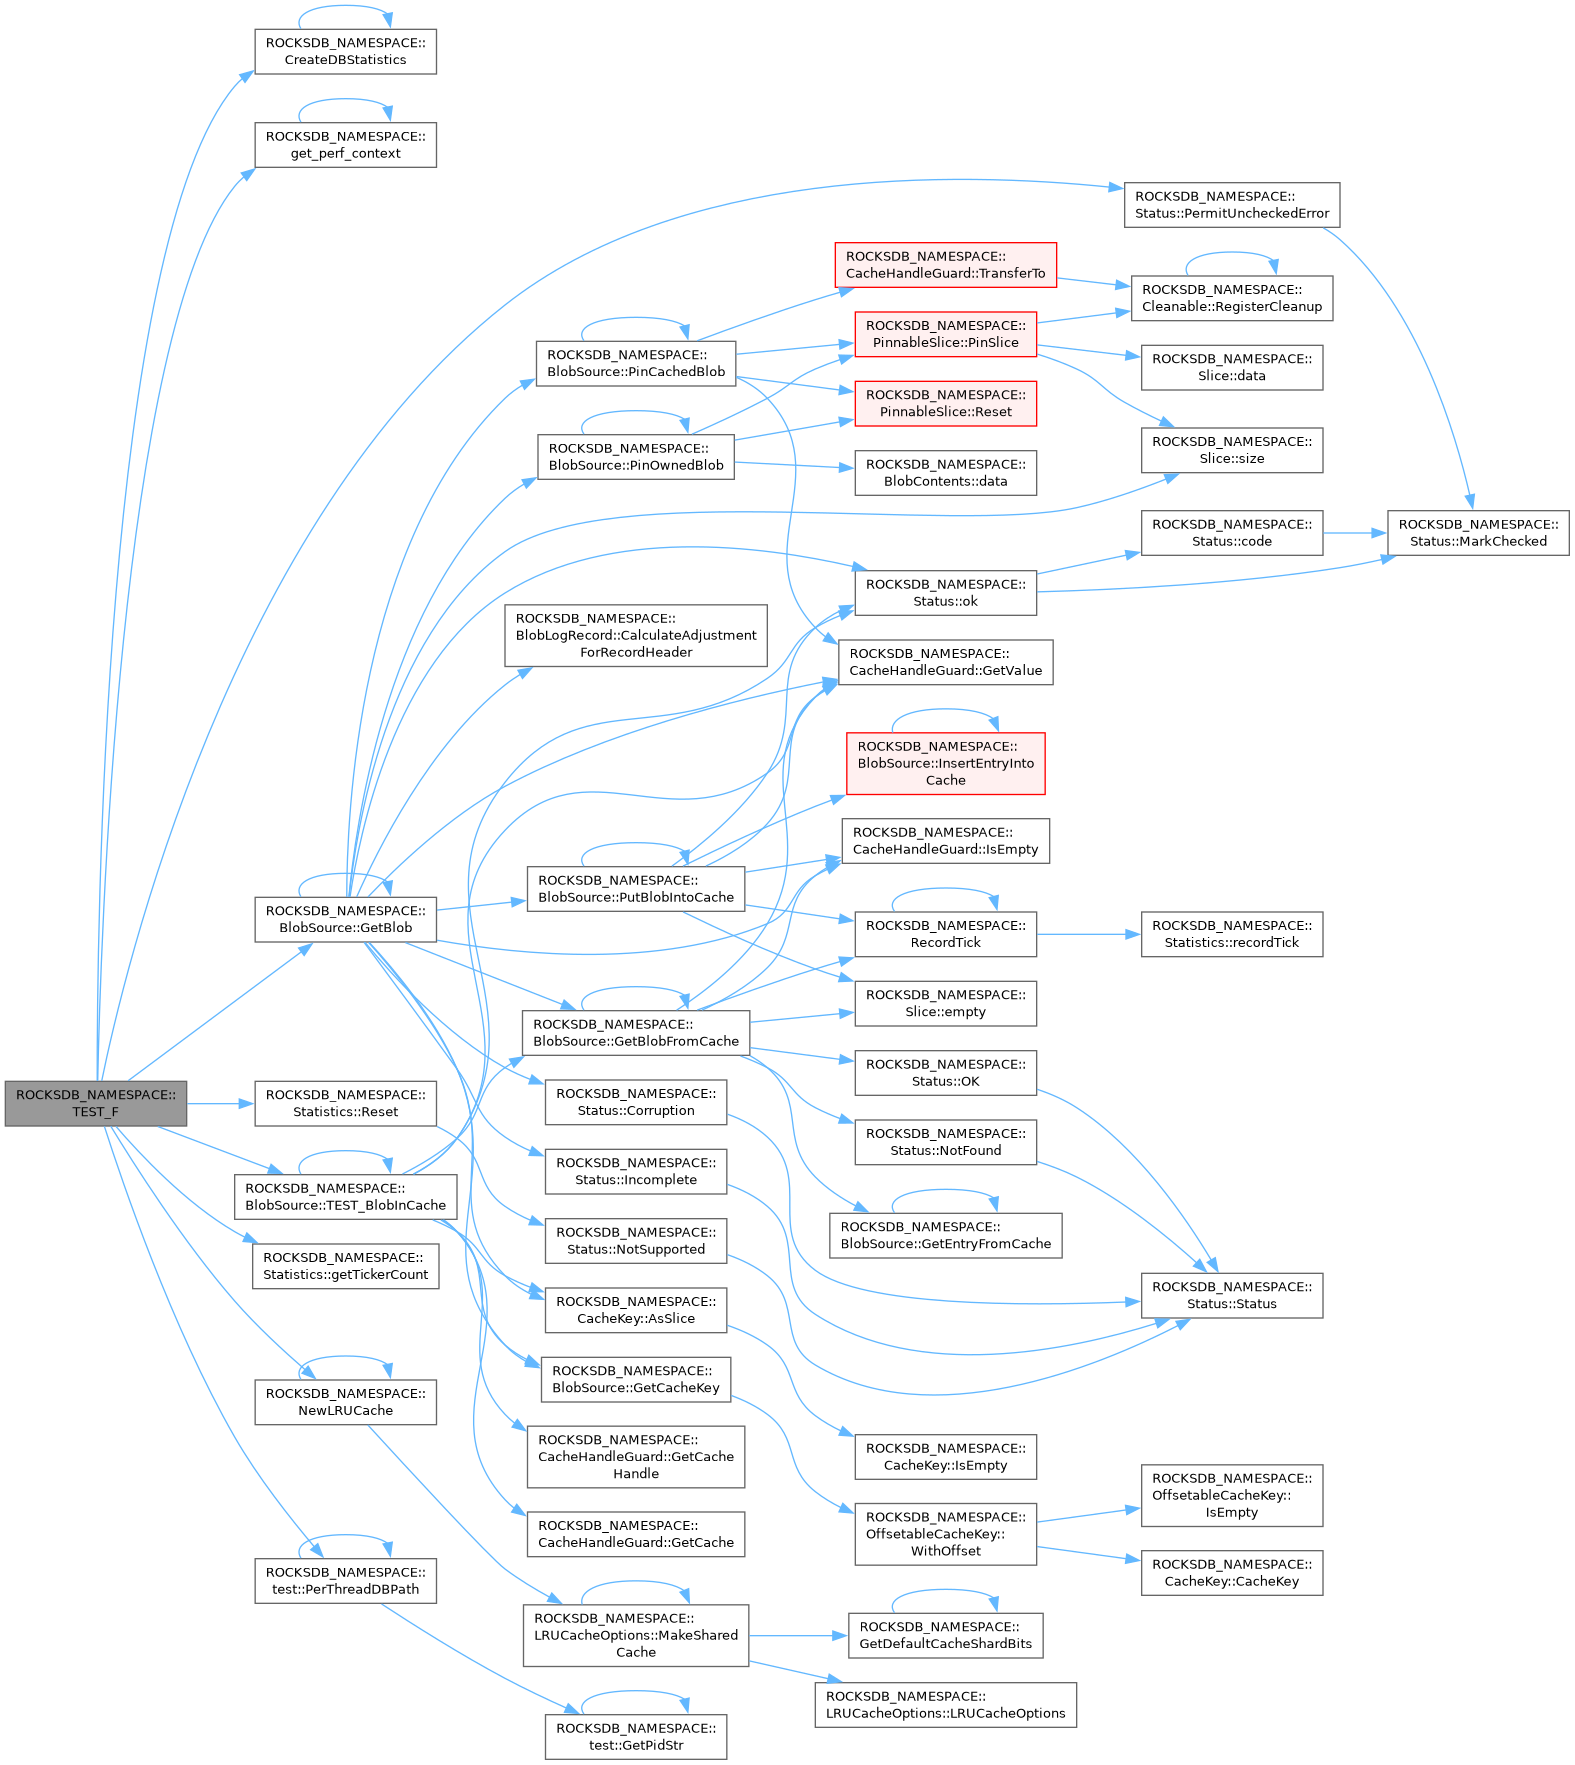 ROCKSDB_NAMESPACE::
CreateDBStatistics
ROCKSDB_NAMESPACE::
get_perf_context
ROCKSDB_NAMESPACE::
Status::PermitUncheckedError
ROCKSDB_NAMESPACE::
CacheHandleGuard::TransferTo
ROCKSDB_NAMESPACE::
Cleanable::RegisterCleanup
ROCKSDB_NAMESPACE::
PinnableSlice::PinSlice
ROCKSDB_NAMESPACE::
BlobSource::PinCachedBlob
ROCKSDB_NAMESPACE::
Slice::data
ROCKSDB_NAMESPACE::
PinnableSlice::Reset
ROCKSDB_NAMESPACE::
BlobSource::PinOwnedBlob
ROCKSDB_NAMESPACE::
Slice::size
ROCKSDB_NAMESPACE::
BlobContents::data
ROCKSDB_NAMESPACE::
Status::code
ROCKSDB_NAMESPACE::
Status::MarkChecked
ROCKSDB_NAMESPACE::
Status::ok
ROCKSDB_NAMESPACE::
BlobLogRecord::CalculateAdjustment
ForRecordHeader
ROCKSDB_NAMESPACE::
CacheHandleGuard::GetValue
ROCKSDB_NAMESPACE::
BlobSource::InsertEntryInto
Cache
ROCKSDB_NAMESPACE::
CacheHandleGuard::IsEmpty
ROCKSDB_NAMESPACE::
BlobSource::PutBlobIntoCache
ROCKSDB_NAMESPACE::
BlobSource::GetBlob
ROCKSDB_NAMESPACE::
RecordTick
ROCKSDB_NAMESPACE::
Statistics::recordTick
ROCKSDB_NAMESPACE::
Slice::empty
ROCKSDB_NAMESPACE::
BlobSource::GetBlobFromCache
ROCKSDB_NAMESPACE::
Status::OK
ROCKSDB_NAMESPACE::
TEST_F
ROCKSDB_NAMESPACE::
Statistics::Reset
ROCKSDB_NAMESPACE::
Status::Corruption
ROCKSDB_NAMESPACE::
Status::NotFound
ROCKSDB_NAMESPACE::
Status::Incomplete
ROCKSDB_NAMESPACE::
BlobSource::TEST_BlobInCache
ROCKSDB_NAMESPACE::
Status::NotSupported
ROCKSDB_NAMESPACE::
BlobSource::GetEntryFromCache
ROCKSDB_NAMESPACE::
Statistics::getTickerCount
ROCKSDB_NAMESPACE::
Status::Status
ROCKSDB_NAMESPACE::
CacheKey::AsSlice
ROCKSDB_NAMESPACE::
BlobSource::GetCacheKey
ROCKSDB_NAMESPACE::
NewLRUCache
ROCKSDB_NAMESPACE::
CacheHandleGuard::GetCache
Handle
ROCKSDB_NAMESPACE::
CacheKey::IsEmpty
ROCKSDB_NAMESPACE::
OffsetableCacheKey::
IsEmpty
ROCKSDB_NAMESPACE::
CacheHandleGuard::GetCache
ROCKSDB_NAMESPACE::
OffsetableCacheKey::
WithOffset
ROCKSDB_NAMESPACE::
CacheKey::CacheKey
ROCKSDB_NAMESPACE::
test::PerThreadDBPath
ROCKSDB_NAMESPACE::
LRUCacheOptions::MakeShared
Cache
ROCKSDB_NAMESPACE::
GetDefaultCacheShardBits
ROCKSDB_NAMESPACE::
LRUCacheOptions::LRUCacheOptions
ROCKSDB_NAMESPACE::
test::GetPidStr